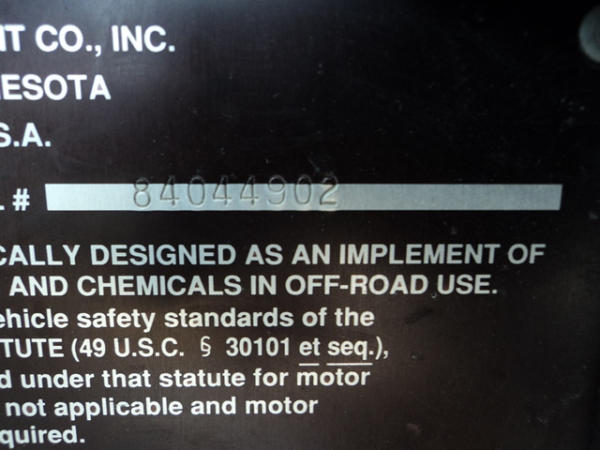 T CO., INC.
ESOTA
S.A.
. # 84044902
CALLY DESIGNED AS AN IMPLEMENT OF
AND CHEMICALS IN OFF-ROAD USE.
ehicle safety standards of the
TUTE (49 U.S.C. § 30101 et seq.),
d under that statute for motor
not applicable and motor
quired.